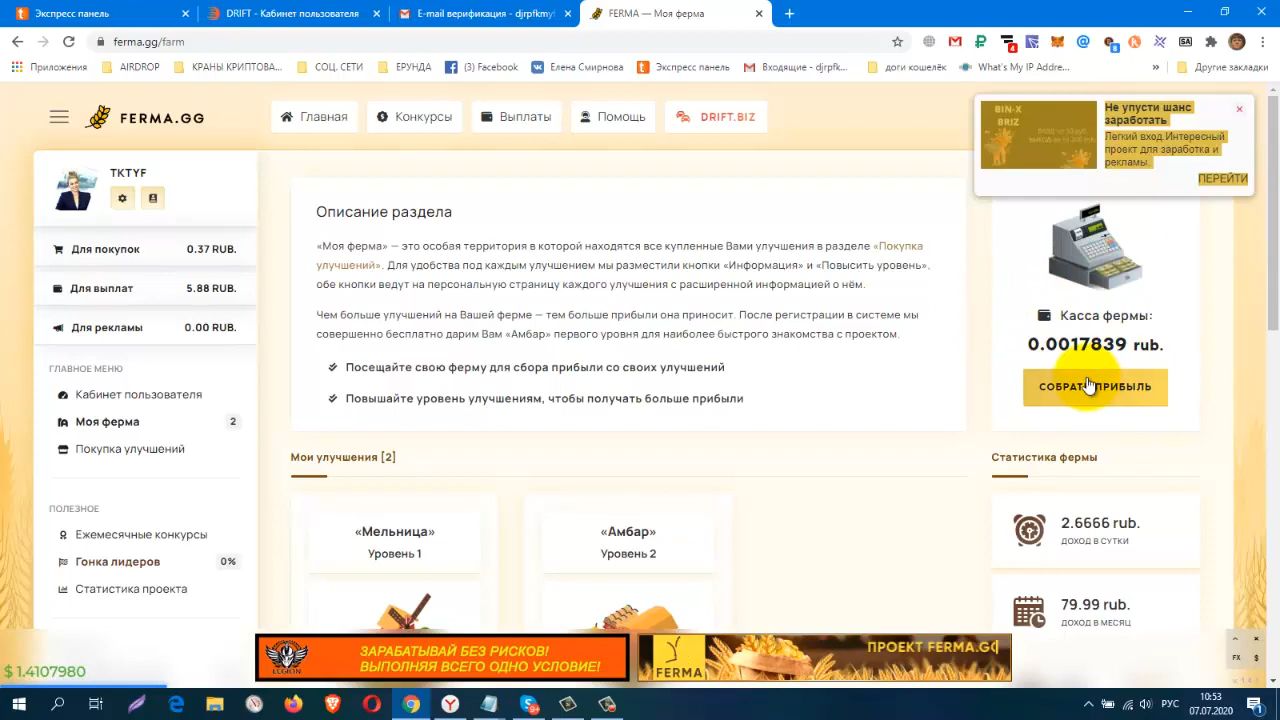 Экспресс панель
DRIFT - Кабинет пользователя
E-mail верификация - djrpfkmy
FERMA — Моя ферма
ferma.gg/farm
Приложения
AIRDROP
КРАНЫ КРИПТОВА...
СОЦ. СЕТИ
ЕРУНДА
(3) Facebook
Елена Смирнова
Экспресс панель
Входящие - djrpfk...
доги кошелёк
What's My IP Addre...
»
Другие закладки
FERMA.GG
Главная
Конкурсы
Выплаты
Помощь
DRIFT.BIZ
BIN-X
BRIZ
Не упусти шанс
заработать
Легкий вход.Интересный
проект для заработка и
рекламы.
ПЕРЕЙТИ
TKTYF
Для покупок 0.37 RUB.
Для выплат 5.88 RUB.
Для рекламы 0.00 RUB.
ГЛАВНОЕ МЕНЮ
Кабинет пользователя
Моя ферма 2
Покупка улучшений
ПОЛЕЗНОЕ
Ежемесячные конкурсы
Гонка лидеров 0%
Статистика проекта
Описание раздела
«Моя ферма» — это особая территория в которой находятся все купленные Вами улучшения в разделе «Покупка
улучшений». Для удобства под каждым улучшением мы разместили кнопки «Информация» и «Повысить уровень»,
обе кнопки ведут на персональную страницу каждого улучшения с расширенной информацией о нём.
Чем больше улучшений на Вашей ферме — тем больше прибыли она приносит. После регистрации в системе мы
совершенно бесплатно дарим Вам «Амбар» первого уровня для наиболее быстрого знакомства с проектом.
Посещайте свою ферму для сбора прибыли со своих улучшений
Повышайте уровень улучшениям, чтобы получать больше прибыли
Касса фермы:
0.0017839 rub.
СОБРАТЬ ПРИБЫЛЬ
Мои улучшения [2]
«Мельница»
Уровень 1
«Амбар»
Уровень 2
Статистика фермы
2.6666 rub.
ДОХОД В СУТКИ
79.99 rub.
ДОХОД В МЕСЯЦ
$ 1.4107980
LEGION
ЗАРАБАТЫВАЙ БЕЗ РИСКОВ!
ВЫПОЛНЯЯ ВСЕГО ОДНО УСЛОВИЕ!
FERMA
ПРОЕКТ FERMA.GG
FX $
РУС
10:53
07.07.2020